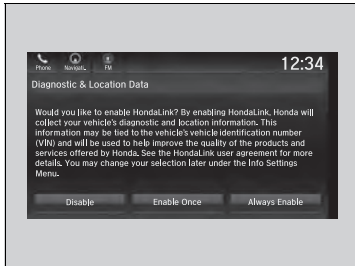 12:34
Phone Navigati.. FM
Diagnostic & Location Data
Would you like to enable HondaLink? By enabling HondaLink, Honda will
collect your vehicle's diagnostic and location information. This
information may be tied to the vehicle's vehicle identification number
(VIN) and will be used to help improve the quality of the products and
services offered by Honda. See the HondaLink user agreement for more
details. You may change your selection later under the Info Settings
Menu.
Disable Enable Once Always Enable